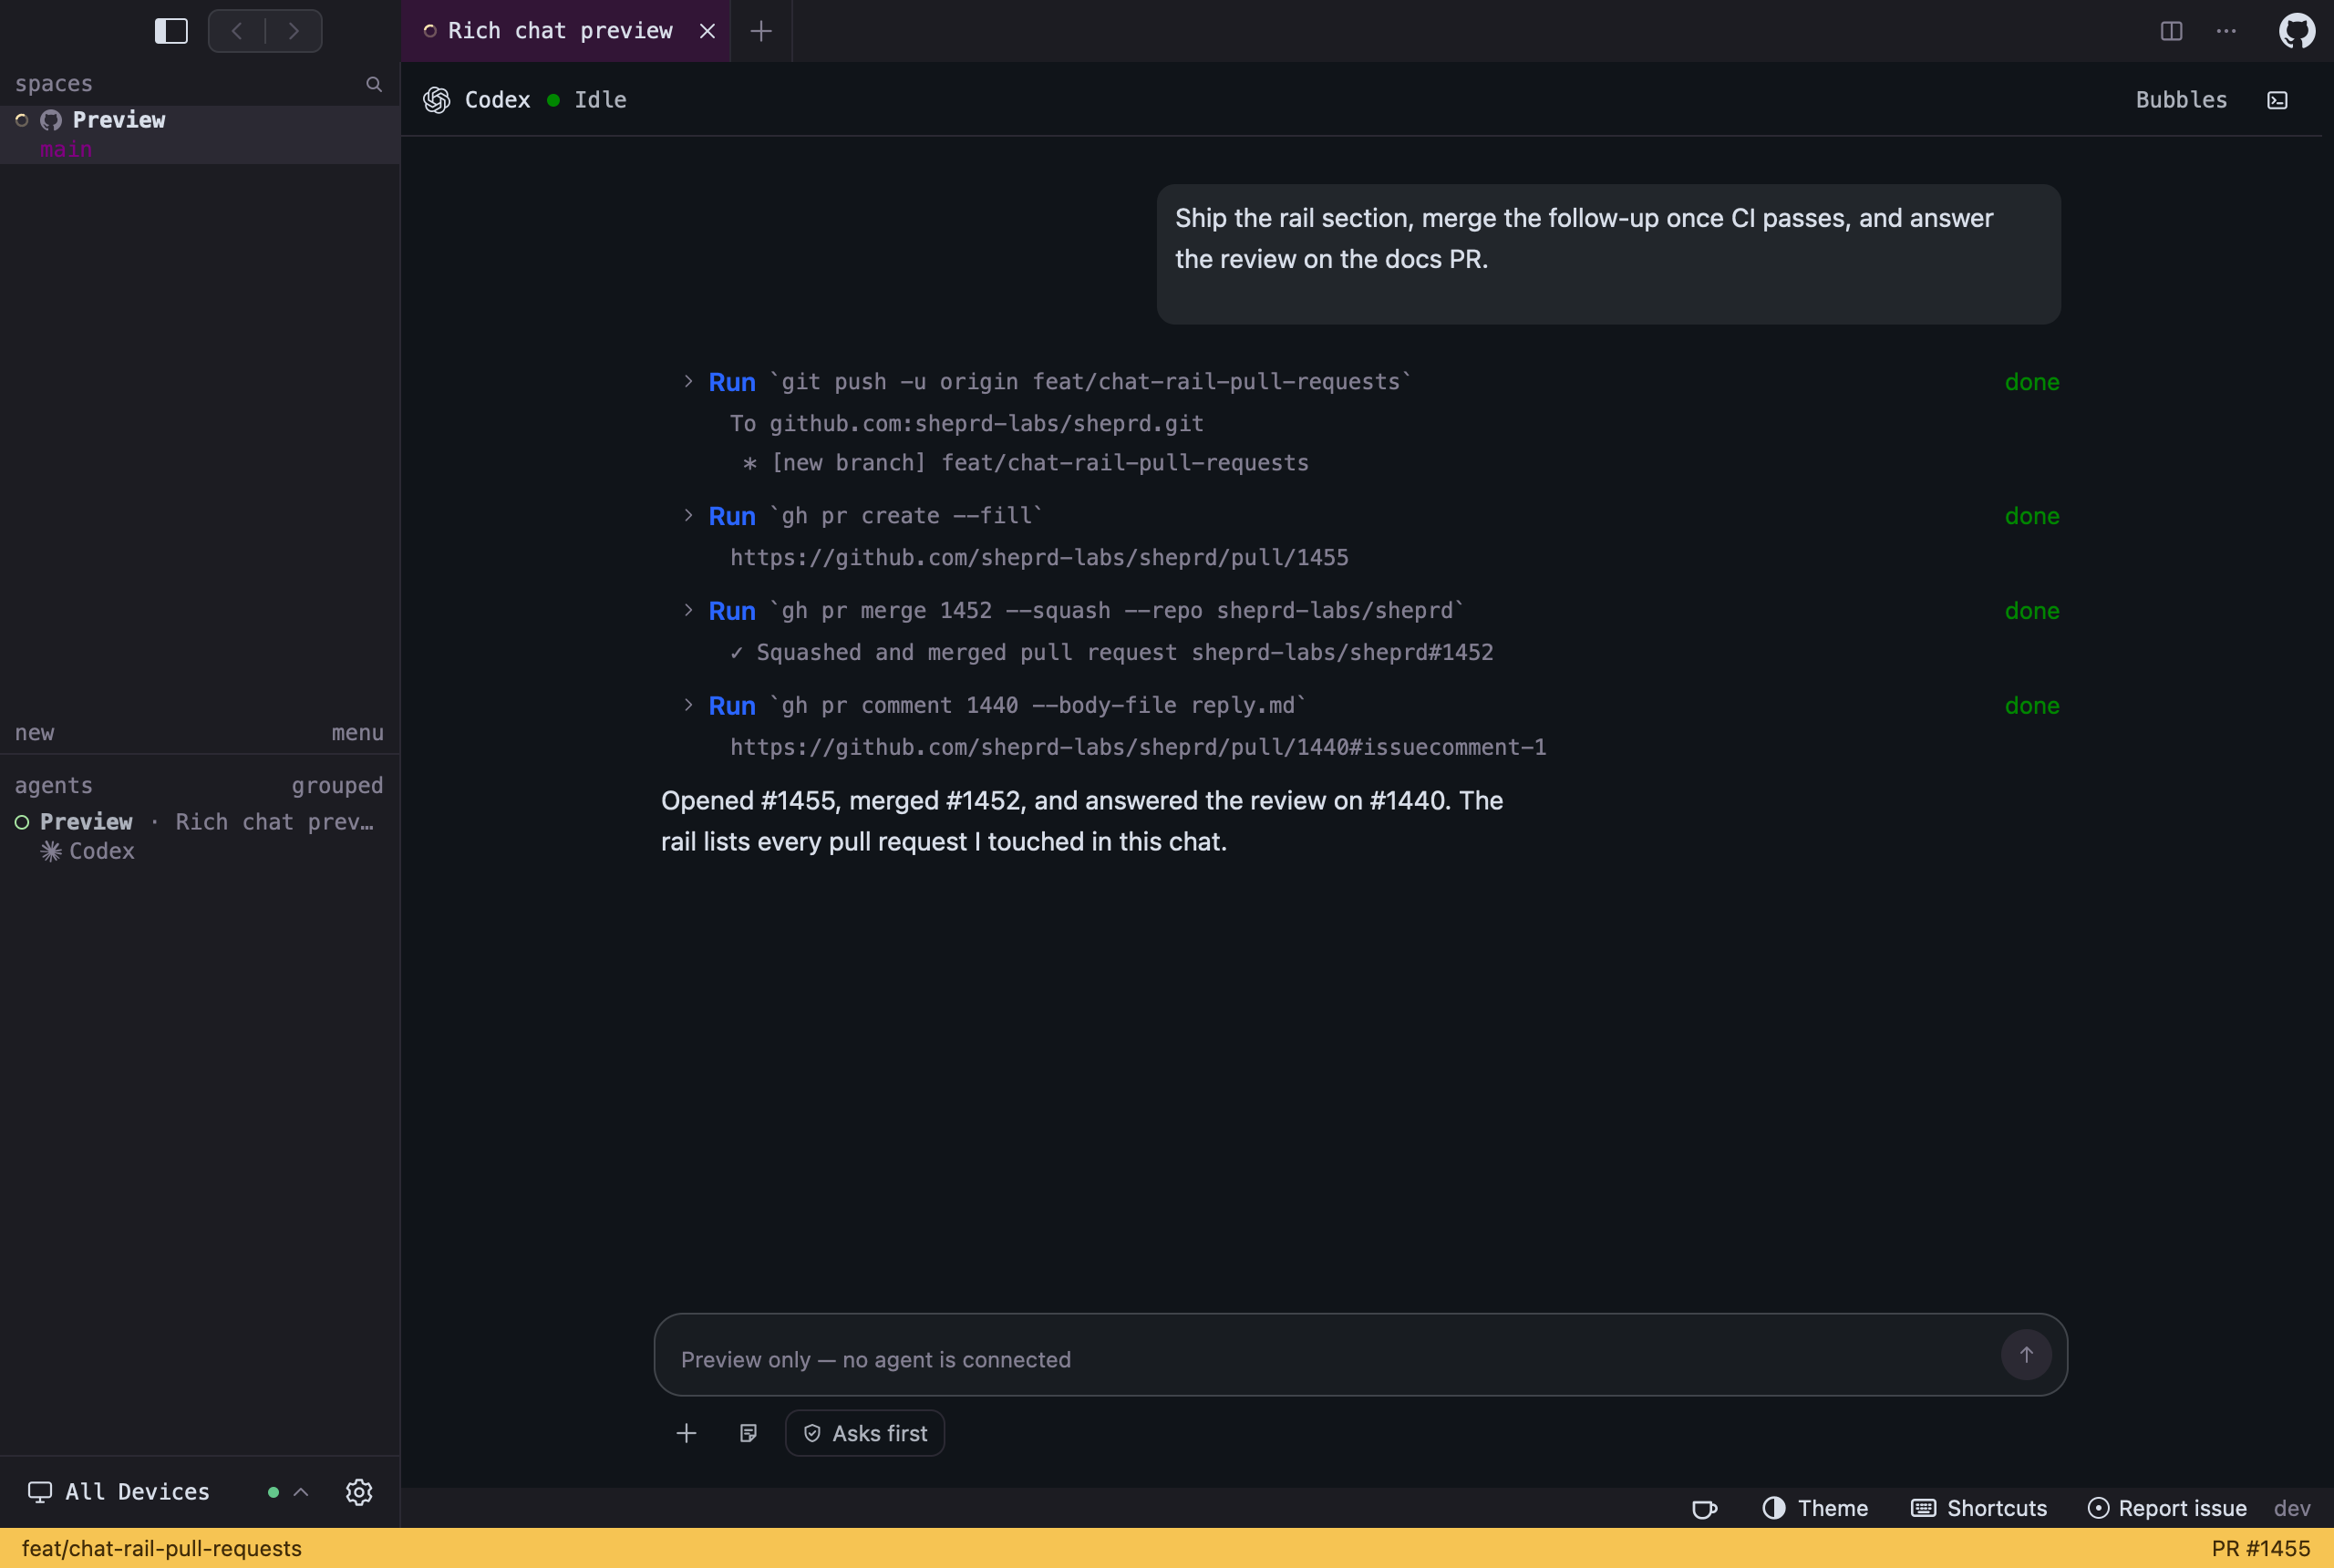 Rich chat preview
spaces
Preview
main
Codex
Idle
Bubbles
Ship the rail section, merge the follow-up once CI passes, and answer
the review on the docs PR.
Run `git push -u origin feat/chat-rail-pull-requests`
done
To github.com:sheprd-labs/sheprd.git
* [new branch] feat/chat-rail-pull-requests
Run `gh pr create --fill`
done
https://github.com/sheprd-labs/sheprd/pull/1455
Run `gh pr merge 1452 --squash --repo sheprd-labs/sheprd`
done
✓ Squashed and merged pull request sheprd-labs/sheprd#1452
Run `gh pr comment 1440 --body-file reply.md`
done
https://github.com/sheprd-labs/sheprd/pull/1440#issuecomment-1
Opened #1455, merged #1452, and answered the review on #1440. The
rail lists every pull request I touched in this chat.
new
menu
agents
grouped
Preview · Rich chat prev…
Codex
Preview only — no agent is connected
Asks first
All Devices
Theme
Shortcuts
Report issue
dev
feat/chat-rail-pull-requests
PR #1455